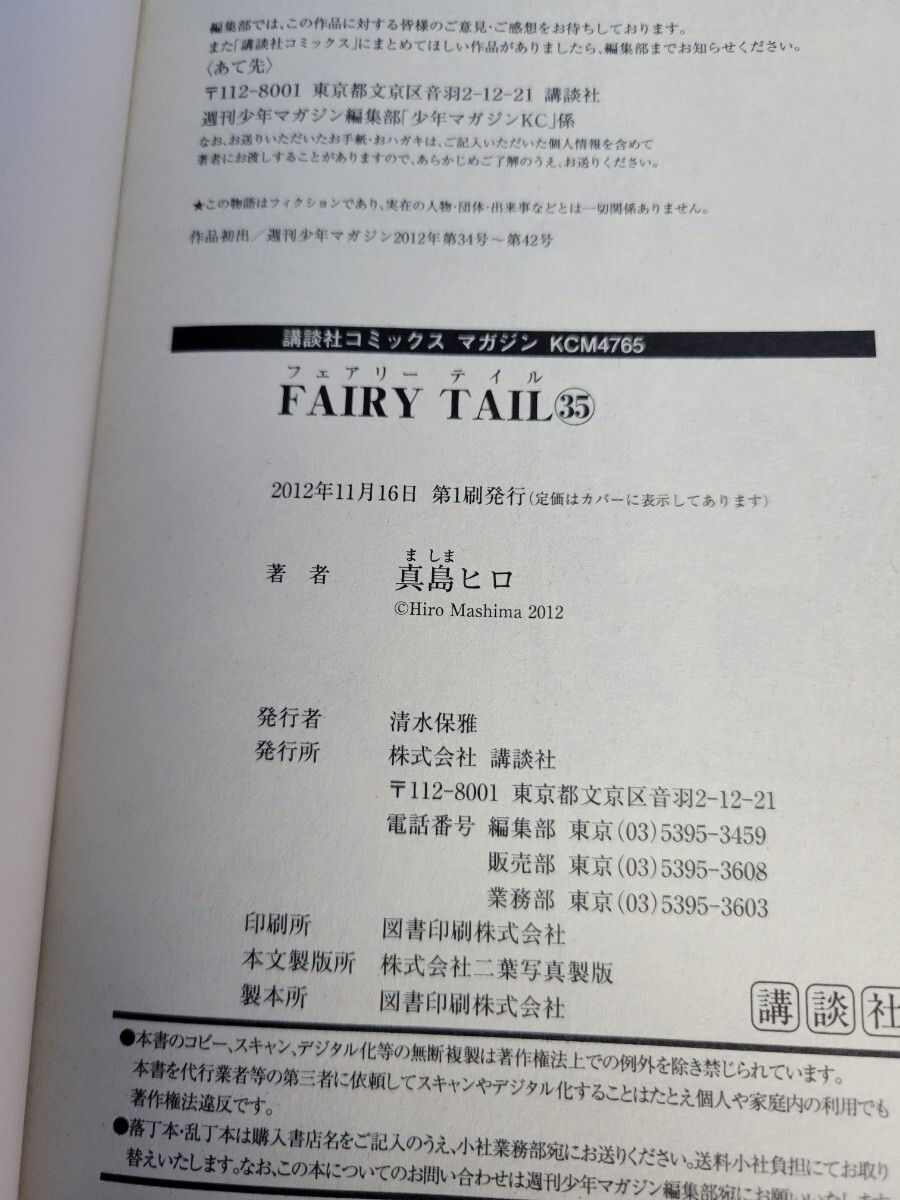 編集部では、この作品に対する皆様のご意見・ご感想をお待ちしております。
また「講談社コミックス」にまとめてほしい作品がありましたら、編集部までお知らせください。
〈あて先〉
〒112-8001 東京都文京区音羽2-12-21 講談社
週刊少年マガジン編集部「少年マガジンKC」係
なお、お送りいただいたお手紙・おハガキは、ご記入いただいた個人情報を含めて
著者にお渡しすることがありますので、あらかじめご了解のうえ、お送りください。
★この物語はフィクションであり、実在の人物・団体・出来事などとは一切関係ありません。
作品初出/週刊少年マガジン2012年第34号〜第42号
講談社コミックス マガジン KCM4765
フェアリー テイル
FAIRY TAIL㉟
2012年11月16日 第1刷発行(定価はカバーに表示してあります)
ま しま
著 者 真島ヒロ
©Hiro Mashima 2012
発行者 清水保雅
発行所 株式会社 講談社
〒112-8001 東京都文京区音羽2-12-21
電話番号 編集部 東京(03)5395-3459
販売部 東京(03)5395-3608
業務部 東京(03)5395-3603
印刷所 図書印刷株式会社
本文製版所 株式会社二葉写真製版
製本所 図書印刷株式会社
講談社
●本書のコピー、スキャン、デジタル化等の無断複製は著作権法上での例外を除き禁じられています。
本書を代行業者等の第三者に依頼してスキャンやデジタル化することはたとえ個人や家庭内の利用でも
著作権法違反です。
●落丁本・乱丁本は購入書店名をご記入のうえ、小社業務部宛にお送りください。送料小社負担にてお取り
替えいたします。なお、この本についてのお問い合わせは週刊少年マガジン編集部宛にお願いいたします